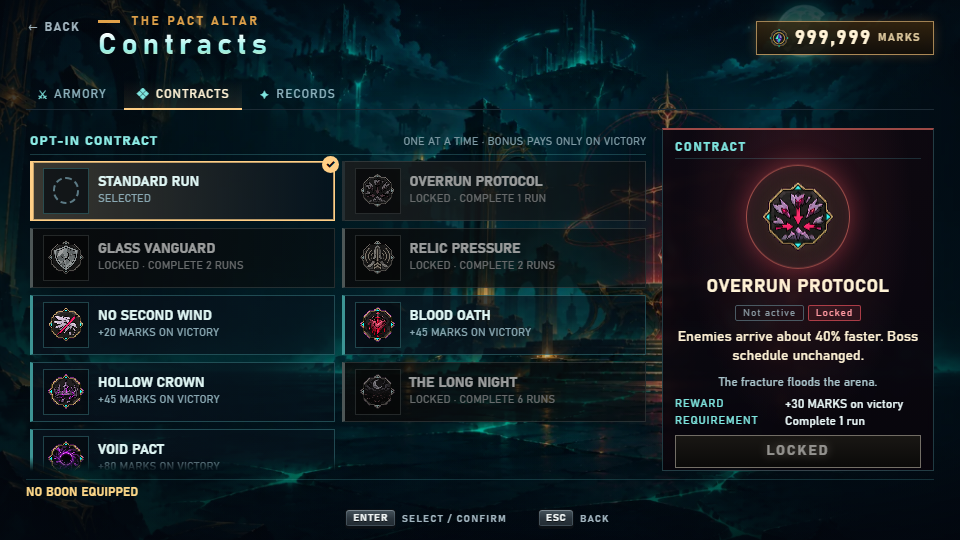 ← BACK
THE PACT ALTAR
Contracts
999,999 MARKS
ARMORY
CONTRACTS
RECORDS
OPT-IN CONTRACT
ONE AT A TIME · BONUS PAYS ONLY ON VICTORY
STANDARD RUN
SELECTED
OVERRUN PROTOCOL
LOCKED · COMPLETE 1 RUN
GLASS VANGUARD
LOCKED · COMPLETE 2 RUNS
RELIC PRESSURE
LOCKED · COMPLETE 2 RUNS
NO SECOND WIND
+20 MARKS ON VICTORY
BLOOD OATH
+45 MARKS ON VICTORY
HOLLOW CROWN
+45 MARKS ON VICTORY
THE LONG NIGHT
LOCKED · COMPLETE 6 RUNS
VOID PACT
+80 MARKS ON VICTORY
CONTRACT
OVERRUN PROTOCOL
Not active
Locked
Enemies arrive about 40% faster. Boss
schedule unchanged.
The fracture floods the arena.
REWARD +30 MARKS on victory
REQUIREMENT Complete 1 run
LOCKED
NO BOON EQUIPPED
ENTER SELECT / CONFIRM
ESC BACK